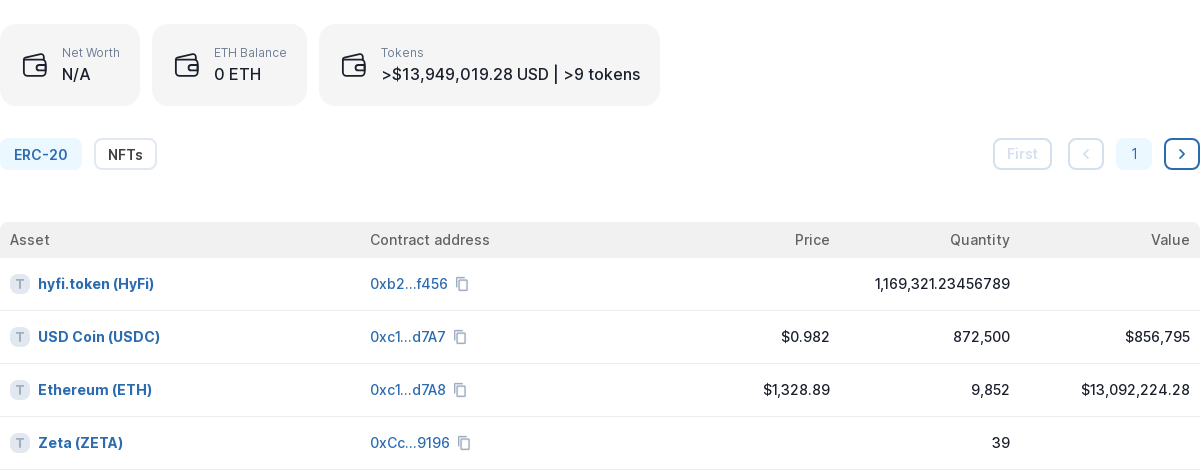 Net Worth
N/A
ETH Balance
0 ETH
Tokens
>$13,949,019.28 USD | >9 tokens
ERC-20 NFTs First 1
Asset Contract address Price Quantity Value
T hyfi.token (HyFi) 0xb2...f456 1,169,321.23456789
T USD Coin (USDC) 0xc1...d7A7 $0.982 872,500 $856,795
T Ethereum (ETH) 0xc1...d7A8 $1,328.89 9,852 $13,092,224.28
T Zeta (ZETA) 0xCc...9196 39